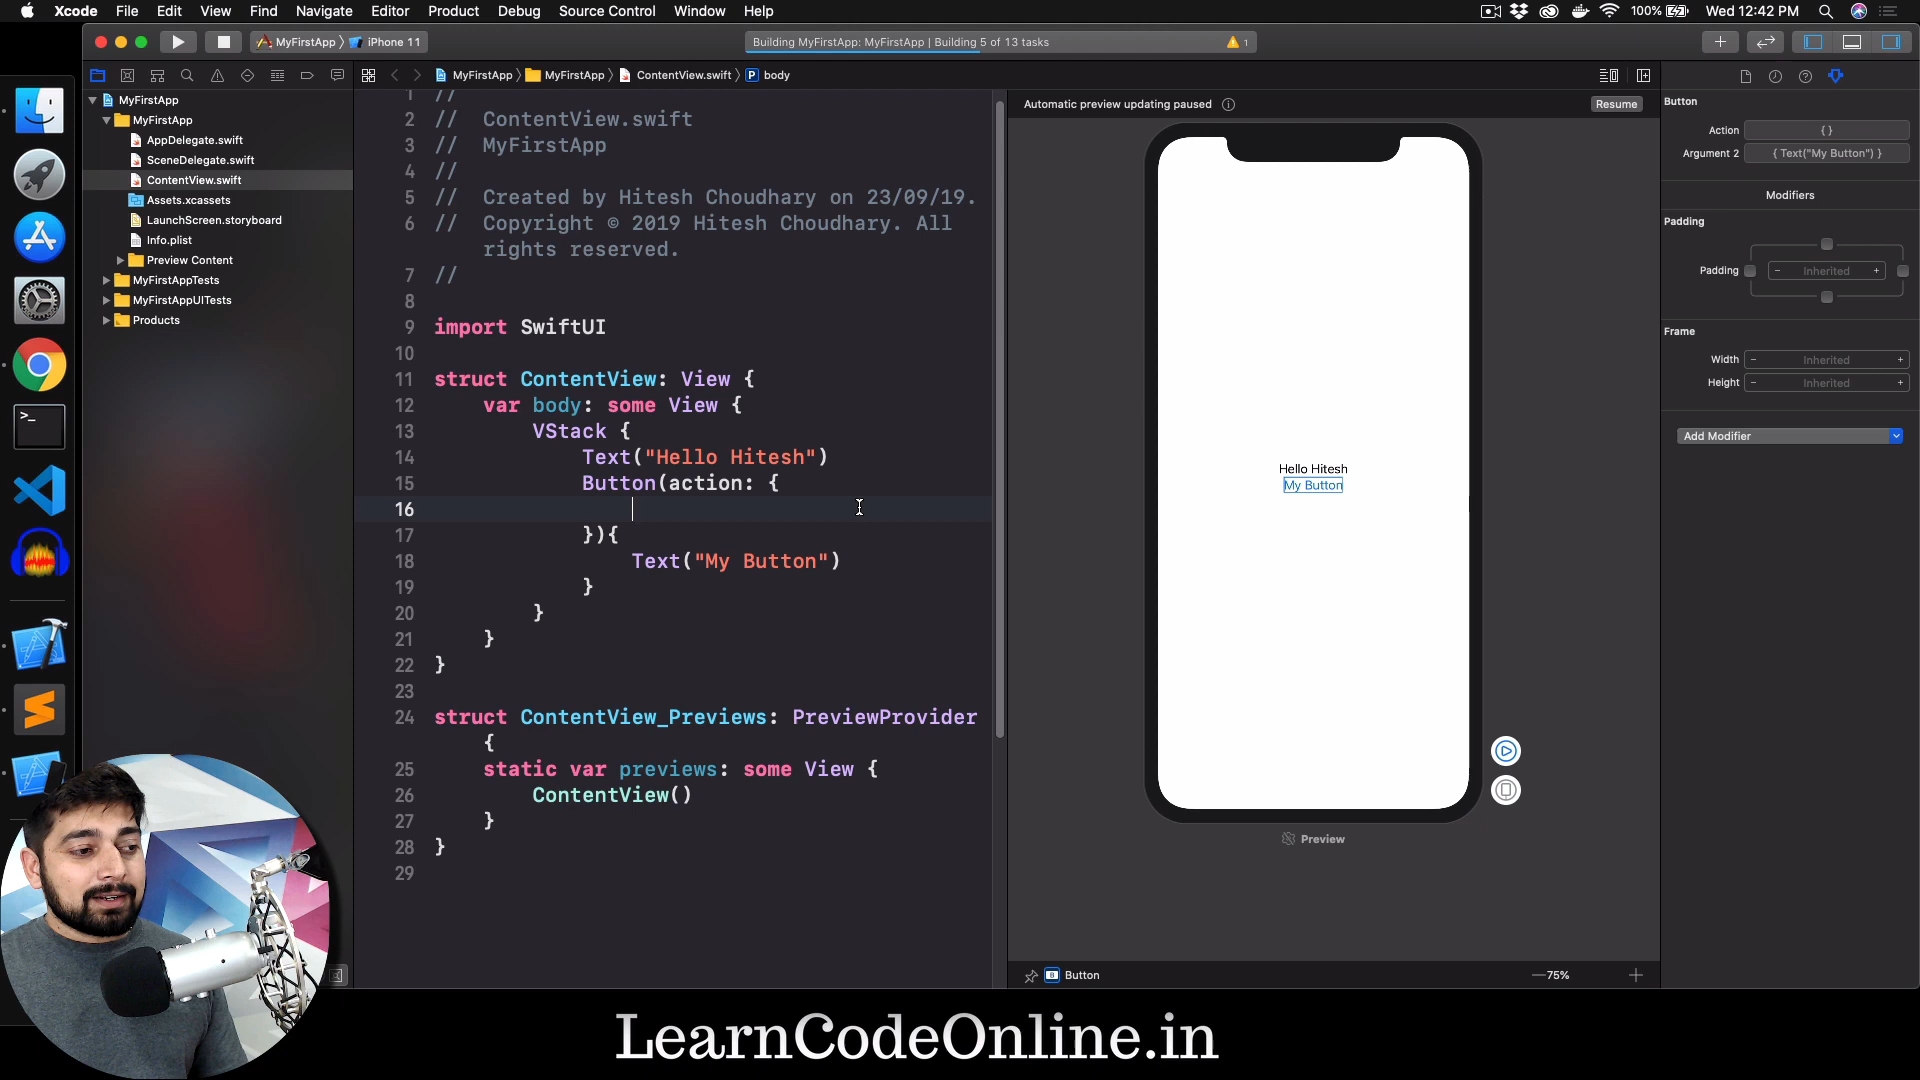 Xcode File Edit View Find Navigate Editor Product Debug Source Control Window Help
100% Wed 12:42 PM
MyFirstApp iPhone 11
Building MyFirstApp: MyFirstApp | Building 5 of 13 tasks
1
MyFirstApp MyFirstApp ContentView.swift P body
MyFirstApp
MyFirstApp
AppDelegate.swift
SceneDelegate.swift
ContentView.swift
Assets.xcassets
LaunchScreen.storyboard
Info.plist
Preview Content
MyFirstAppTests
MyFirstAppUITests
Products
>_
1 //
2 //  ContentView.swift
3 //  MyFirstApp
4 //
5 //  Created by Hitesh Choudhary on 23/09/19.
6 //  Copyright © 2019 Hitesh Choudhary. All
rights reserved.
7 //
8
9 import SwiftUI
10
11 struct ContentView: View {
12     var body: some View {
13         VStack {
14             Text("Hello Hitesh")
15             Button(action: {
16
17             }){
18                 Text("My Button")
19             }
20         }
21     }
22 }
23
24 struct ContentView_Previews: PreviewProvider
{
25     static var previews: some View {
26         ContentView()
27     }
28 }
29
Automatic preview updating paused
Resume
Hello Hitesh
My Button
Preview
Button
—75%
Button
Action { }
Argument 2 { Text("My Button") }
Modifiers
Padding
Padding − Inherited +
Frame
Width − Inherited +
Height − Inherited +
Add Modifier
LearnCodeOnline.in